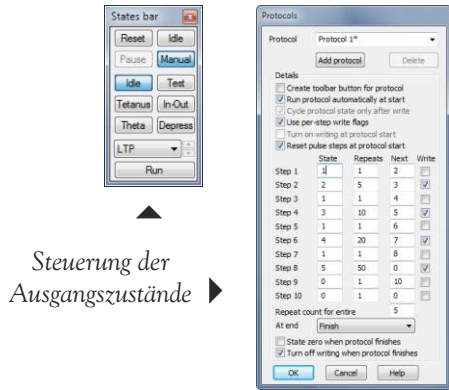 States bar
Reset Idle
Pause Manual
Idle Test
Tetanus In-Out
Theta Depress
LTP
Run
Steuerung der
Ausgangszustände
Protocols
Protocol Protocol 1*
Add protocol Delete
Details
Create toolbar button for protocol
Run protocol automatically at start
Cycle protocol state only after write
Use per-step write flags
Turn on writing at protocol start
Reset pulse steps at protocol start
State Repeats Next Write
Step 1 1 1 2
Step 2 2 5 3
Step 3 1 1 4
Step 4 3 10 5
Step 5 1 1 6
Step 6 4 20 7
Step 7 1 1 8
Step 8 5 50 0
Step 9 0 1 10
Step 10 0 1 0
Repeat count for entire 5
At end Finish
State zero when protocol finishes
Turn off writing when protocol finishes
OK Cancel Help